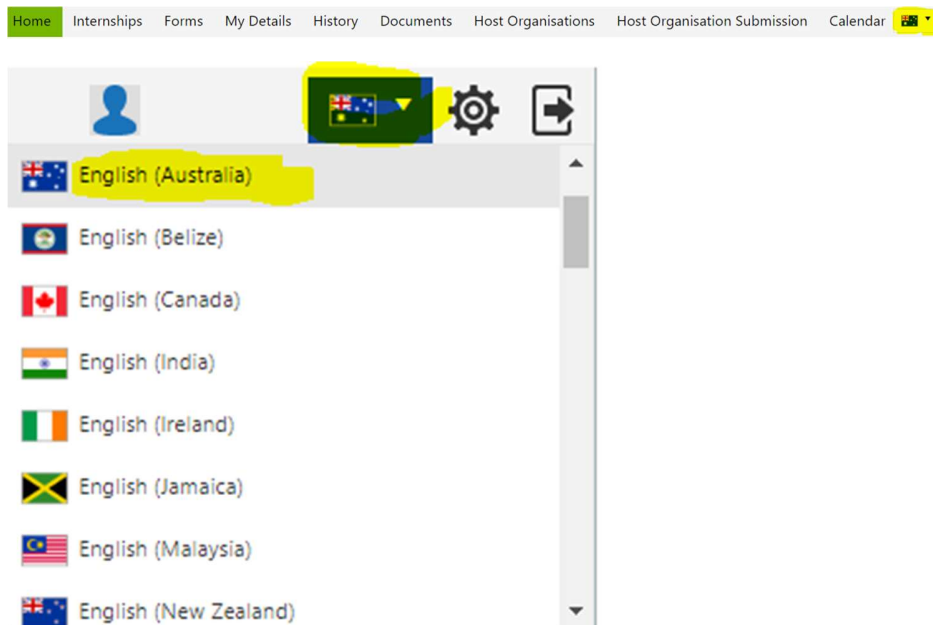 Home Internships Forms My Details History Documents Host Organisations Host Organisation Submission Calendar
English (Australia)
English (Belize)
English (Canada)
English (India)
English (Ireland)
English (Jamaica)
English (Malaysia)
English (New Zealand)